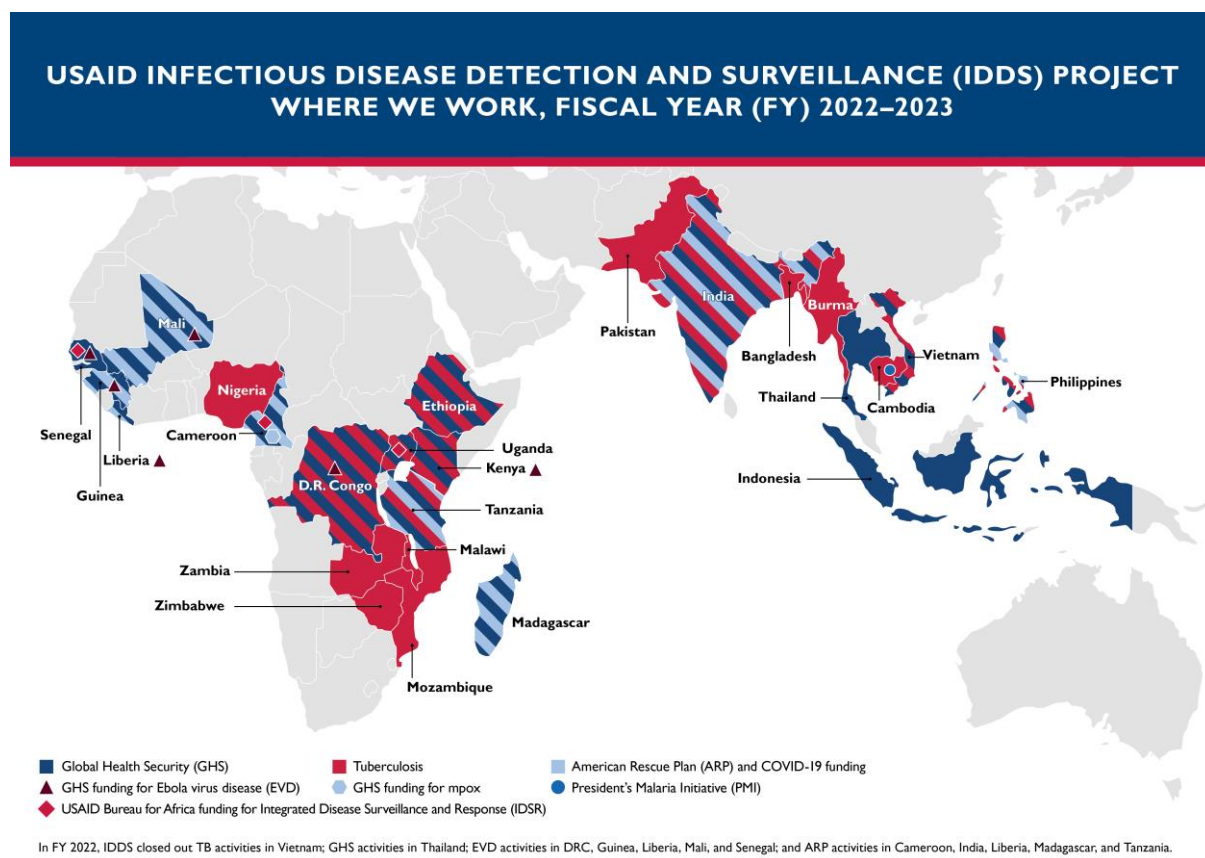 USAID INFECTIOUS DISEASE DETECTION AND SURVEILLANCE (IDDS) PROJECT
WHERE WE WORK, FISCAL YEAR (FY) 2022–2023
Mali
Senegal
Liberia
Guinea
Nigeria
Cameroon
Ethiopia
Uganda
Kenya
D.R. Congo
Tanzania
Malawi
Zambia
Zimbabwe
Madagascar
Mozambique
Pakistan
India
Burma
Bangladesh
Vietnam
Thailand
Cambodia
Philippines
Indonesia
Global Health Security (GHS)
Tuberculosis
American Rescue Plan (ARP) and COVID-19 funding
GHS funding for Ebola virus disease (EVD)
GHS funding for mpox
President's Malaria Initiative (PMI)
USAID Bureau for Africa funding for Integrated Disease Surveillance and Response (IDSR)
In FY 2022, IDDS closed out TB activities in Vietnam; GHS activities in Thailand; EVD activities in DRC, Guinea, Liberia, Mali, and Senegal; and ARP activities in Cameroon, India, Liberia, Madagascar, and Tanzania.